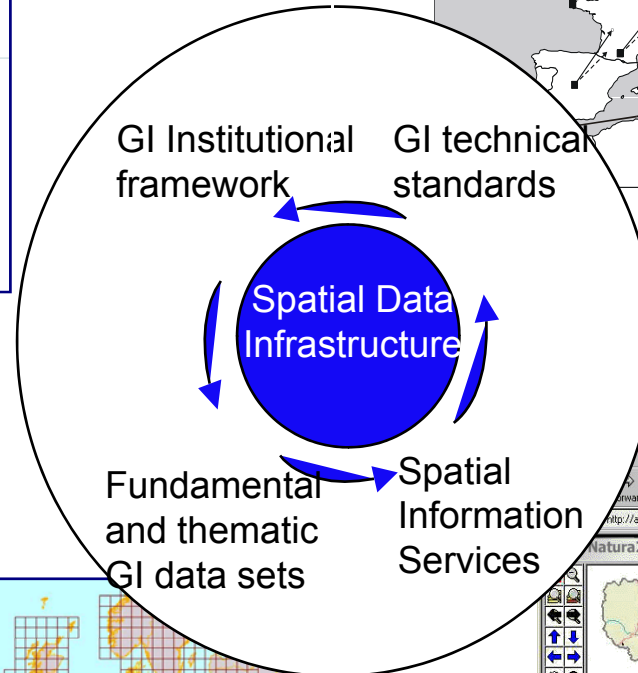 GI Institutional
framework
GI technical
standards
Spatial Data
Infrastructure
Fundamental
and thematic
GI data sets
Spatial
Information
Services
http://a
Natura